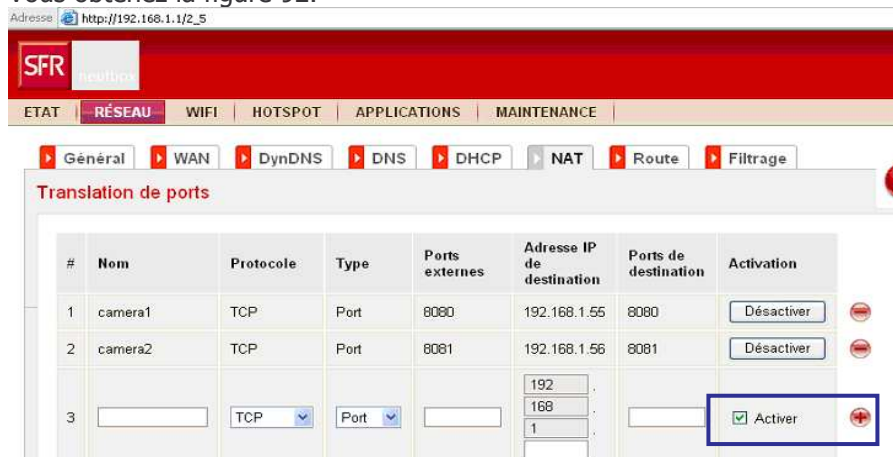 Vous obtenez la figure 92.
Adresse http://192.168.1.1/2_5
SFR
neufbox
ETAT RÉSEAU WIFI HOTSPOT APPLICATIONS MAINTENANCE
Général WAN DynDNS DNS DHCP NAT Route Filtrage
Translation de ports
# Nom Protocole Type Ports externes Adresse IP de destination Ports de destination Activation
1 camera1 TCP Port 8080 192.168.1.55 8080 Désactiver
2 camera2 TCP Port 8081 192.168.1.56 8081 Désactiver
3 TCP Port 192 . 168 . 1 . Activer